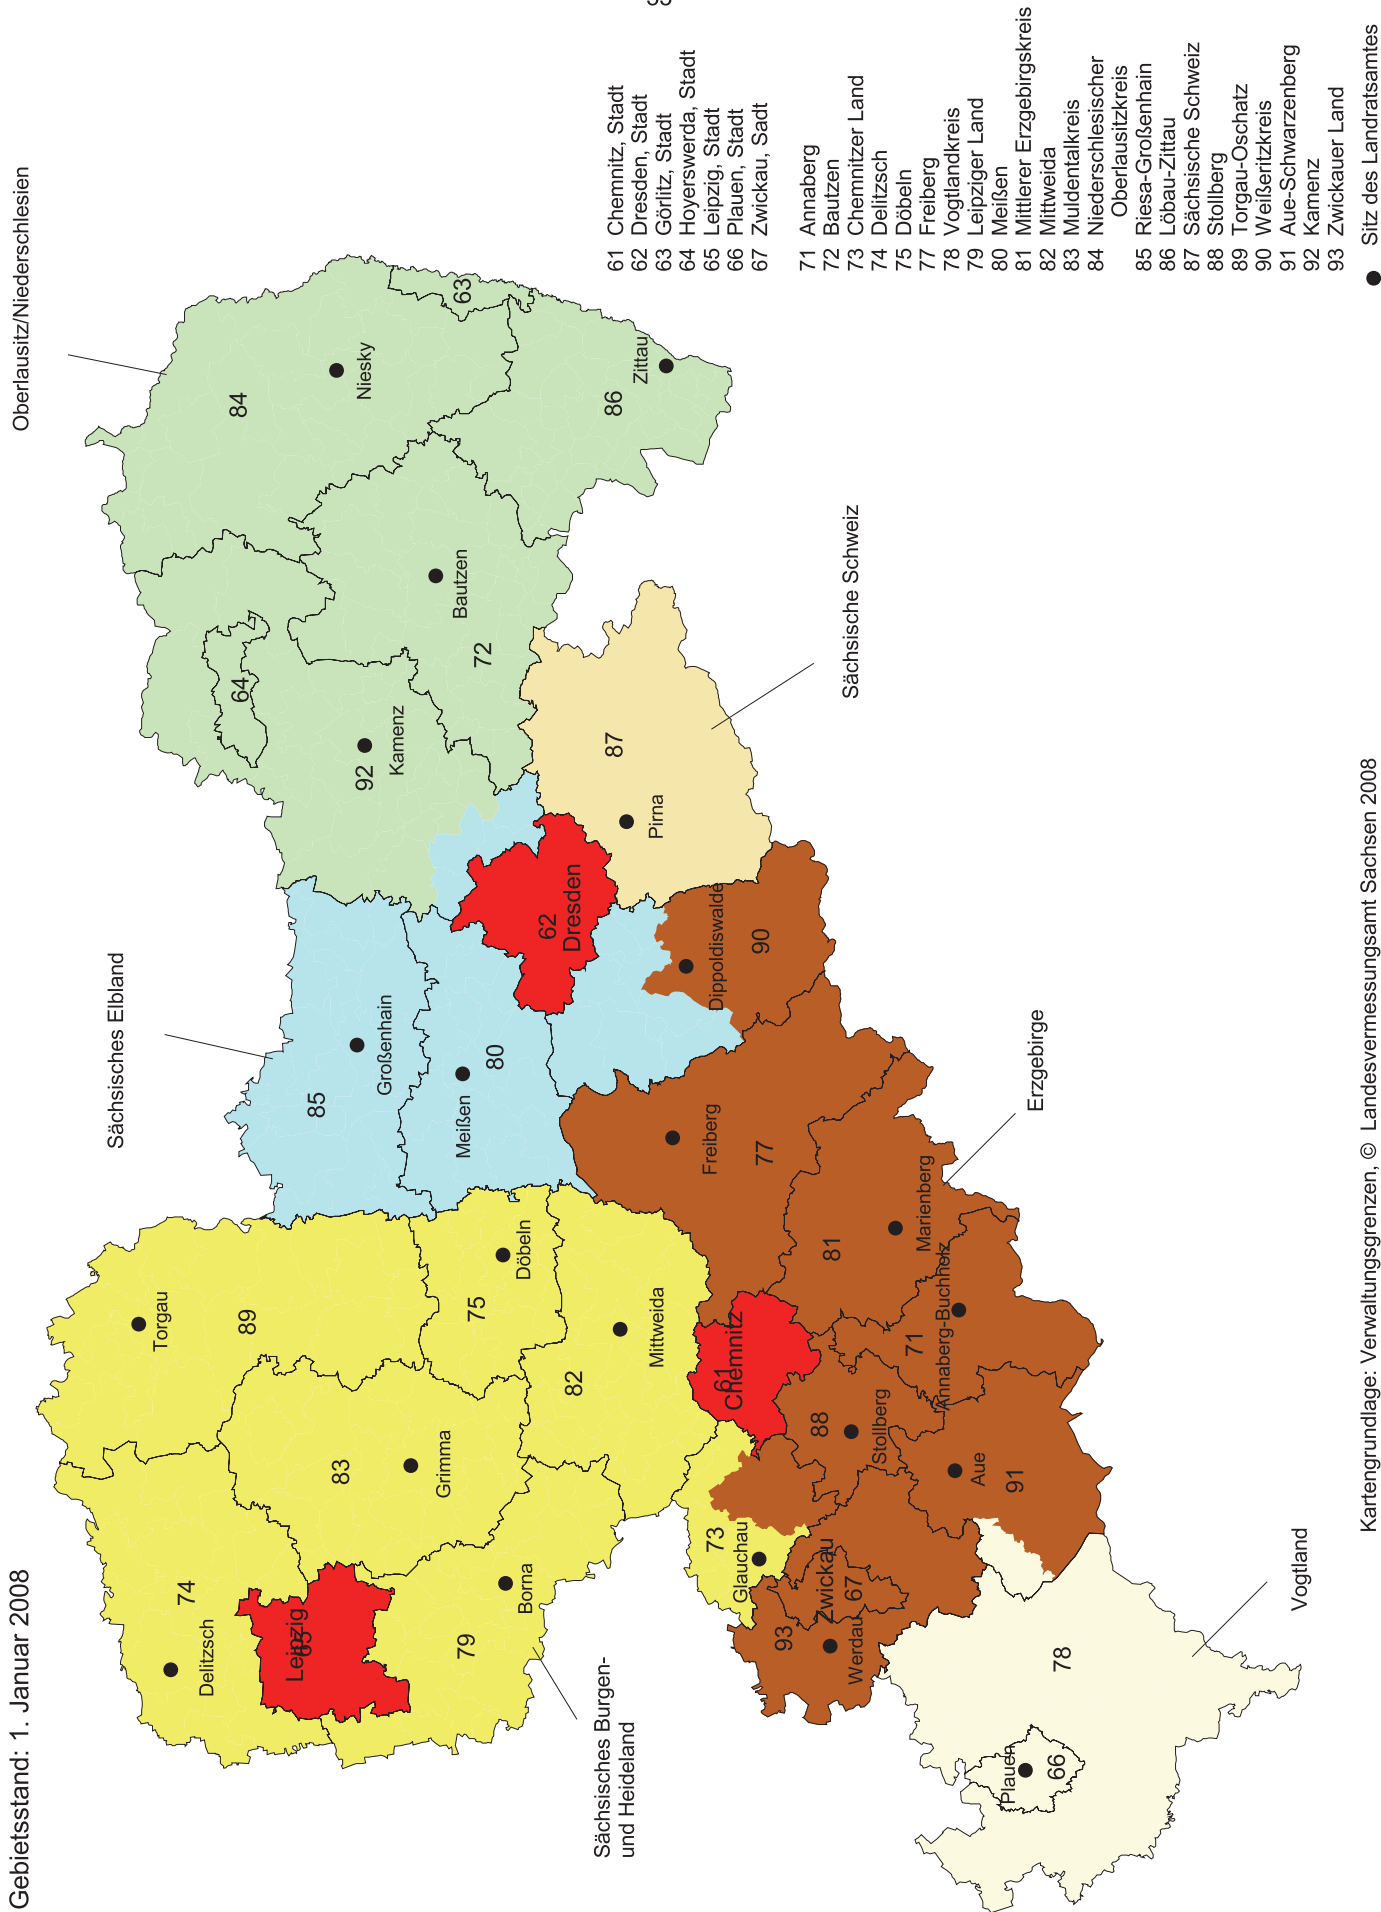 Gebietsstand: 1. Januar 2008
Oberlausitz/Niederschlesien
Sächsisches Elbland
Sächsisches Burgen-
und Heideland
Sächsische Schweiz
Erzgebirge
Vogtland
74
Delitzsch
Leipzig
65
79
Borna
89
Torgau
83
Grimma
75
Döbeln
82
Mittweida
85
Großenhain
80
Meißen
62
Dresden
84
Niesky
63
64
92
Kamenz
72
Bautzen
86
Zittau
87
Pirna
90
Dippoldiswalde
77
Freiberg
81
Marienberg
71
Annaberg-Buchholz
61
Chemnitz
88
Stollberg
91
Aue
73
Glauchau
93
Werdau
Zwickau
67
78
Plauen
66
61 Chemnitz, Stadt
62 Dresden, Stadt
63 Görlitz, Stadt
64 Hoyerswerda, Stadt
65 Leipzig, Stadt
66 Plauen, Stadt
67 Zwickau, Sadt
71 Annaberg
72 Bautzen
73 Chemnitzer Land
74 Delitzsch
75 Döbeln
77 Freiberg
78 Vogtlandkreis
79 Leipziger Land
80 Meißen
81 Mittlerer Erzgebirgskreis
82 Mittweida
83 Muldentalkreis
84 Niederschlesischer
Oberlausitzkreis
85 Riesa-Großenhain
86 Löbau-Zittau
87 Sächsische Schweiz
88 Stollberg
89 Torgau-Oschatz
90 Weißeritzkreis
91 Aue-Schwarzenberg
92 Kamenz
93 Zwickauer Land
● Sitz des Landratsamtes
Kartengrundlage: Verwaltungsgrenzen, © Landesvermessungsamt Sachsen 2008